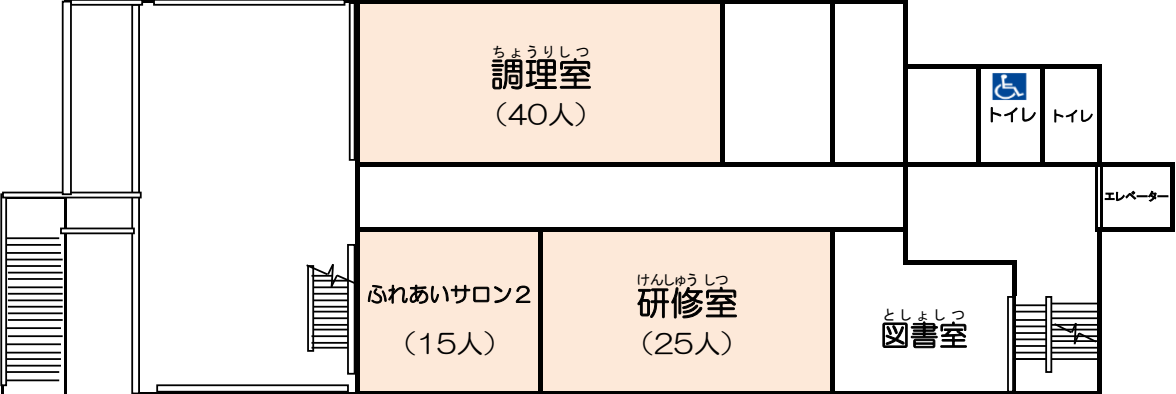 ちょうりしつ
調理室
（40人）
トイレ
トイレ
エレベーター
ふれあいサロン２
（15人）
けんしゅうしつ
研修室
（25人）
としょしつ
図書室